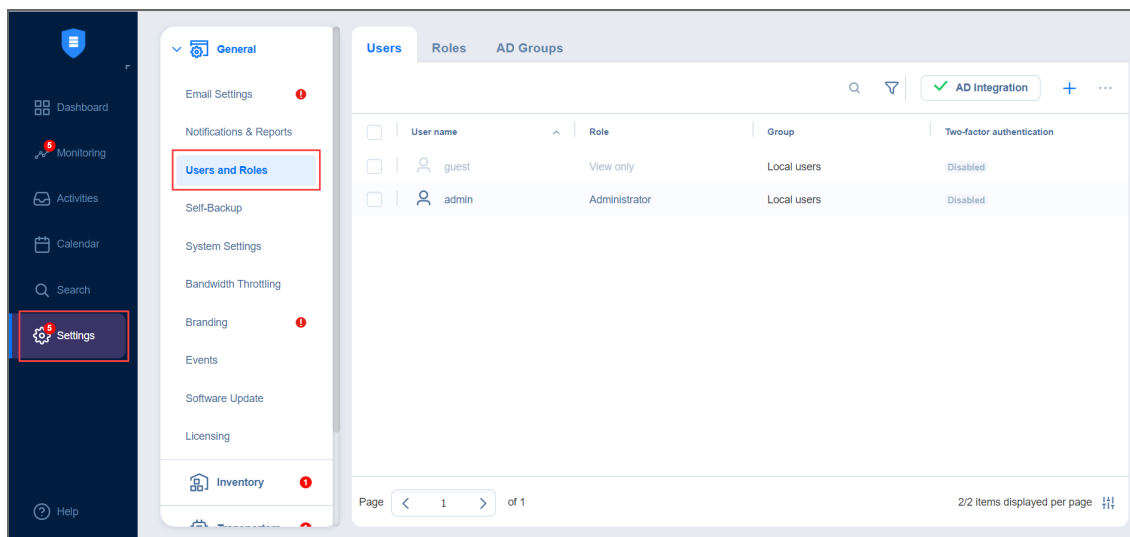 Dashboard
5
Monitoring
Activities
Calendar
Search
5
Settings
Help
General
Email Settings !
Notifications & Reports
Users and Roles
Self-Backup
System Settings
Bandwidth Throttling
Branding !
Events
Software Update
Licensing
Inventory 1
Users Roles AD Groups
AD Integration + ...
User name Role Group Two-factor authentication
guest View only Local users Disabled
admin Administrator Local users Disabled
Page < 1 > of 1 2/2 items displayed per page